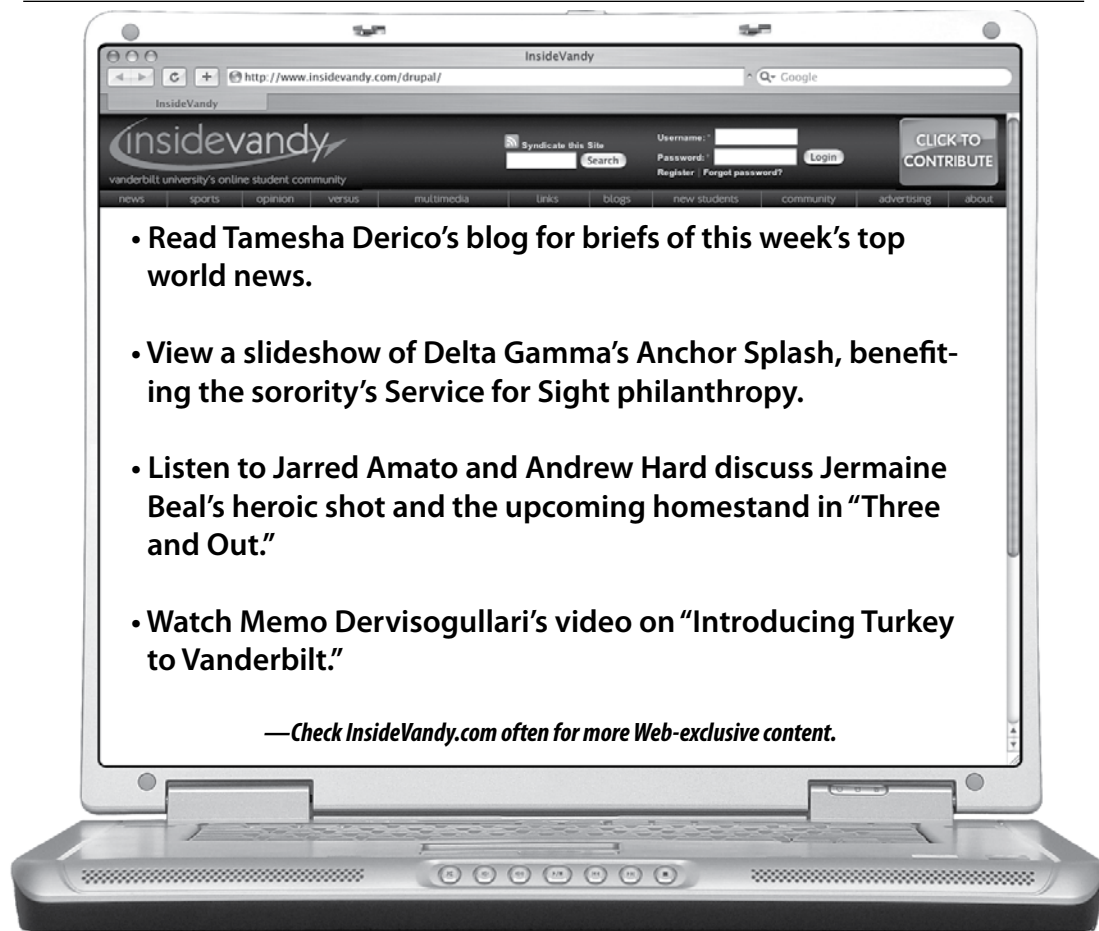 InsideVandy
http://www.insidevandy.com/drupal/
Google
InsideVandy
insidevandy
vanderbilt university's online student community
Syndicate this Site
Search
Username: *
Password: *
Login
Register | Forgot password?
CLICK TO
CONTRIBUTE
news sports opinion versus multimedia links blogs new students community advertising about
• Read Tamesha Derico’s blog for briefs of this week’s top
world news.
• View a slideshow of Delta Gamma’s Anchor Splash, benefit-
ing the sorority’s Service for Sight philanthropy.
• Listen to Jarred Amato and Andrew Hard discuss Jermaine
Beal’s heroic shot and the upcoming homestand in “Three
and Out.”
• Watch Memo Dervisogullari’s video on “Introducing Turkey
to Vanderbilt.”
—Check InsideVandy.com often for more Web-exclusive content.